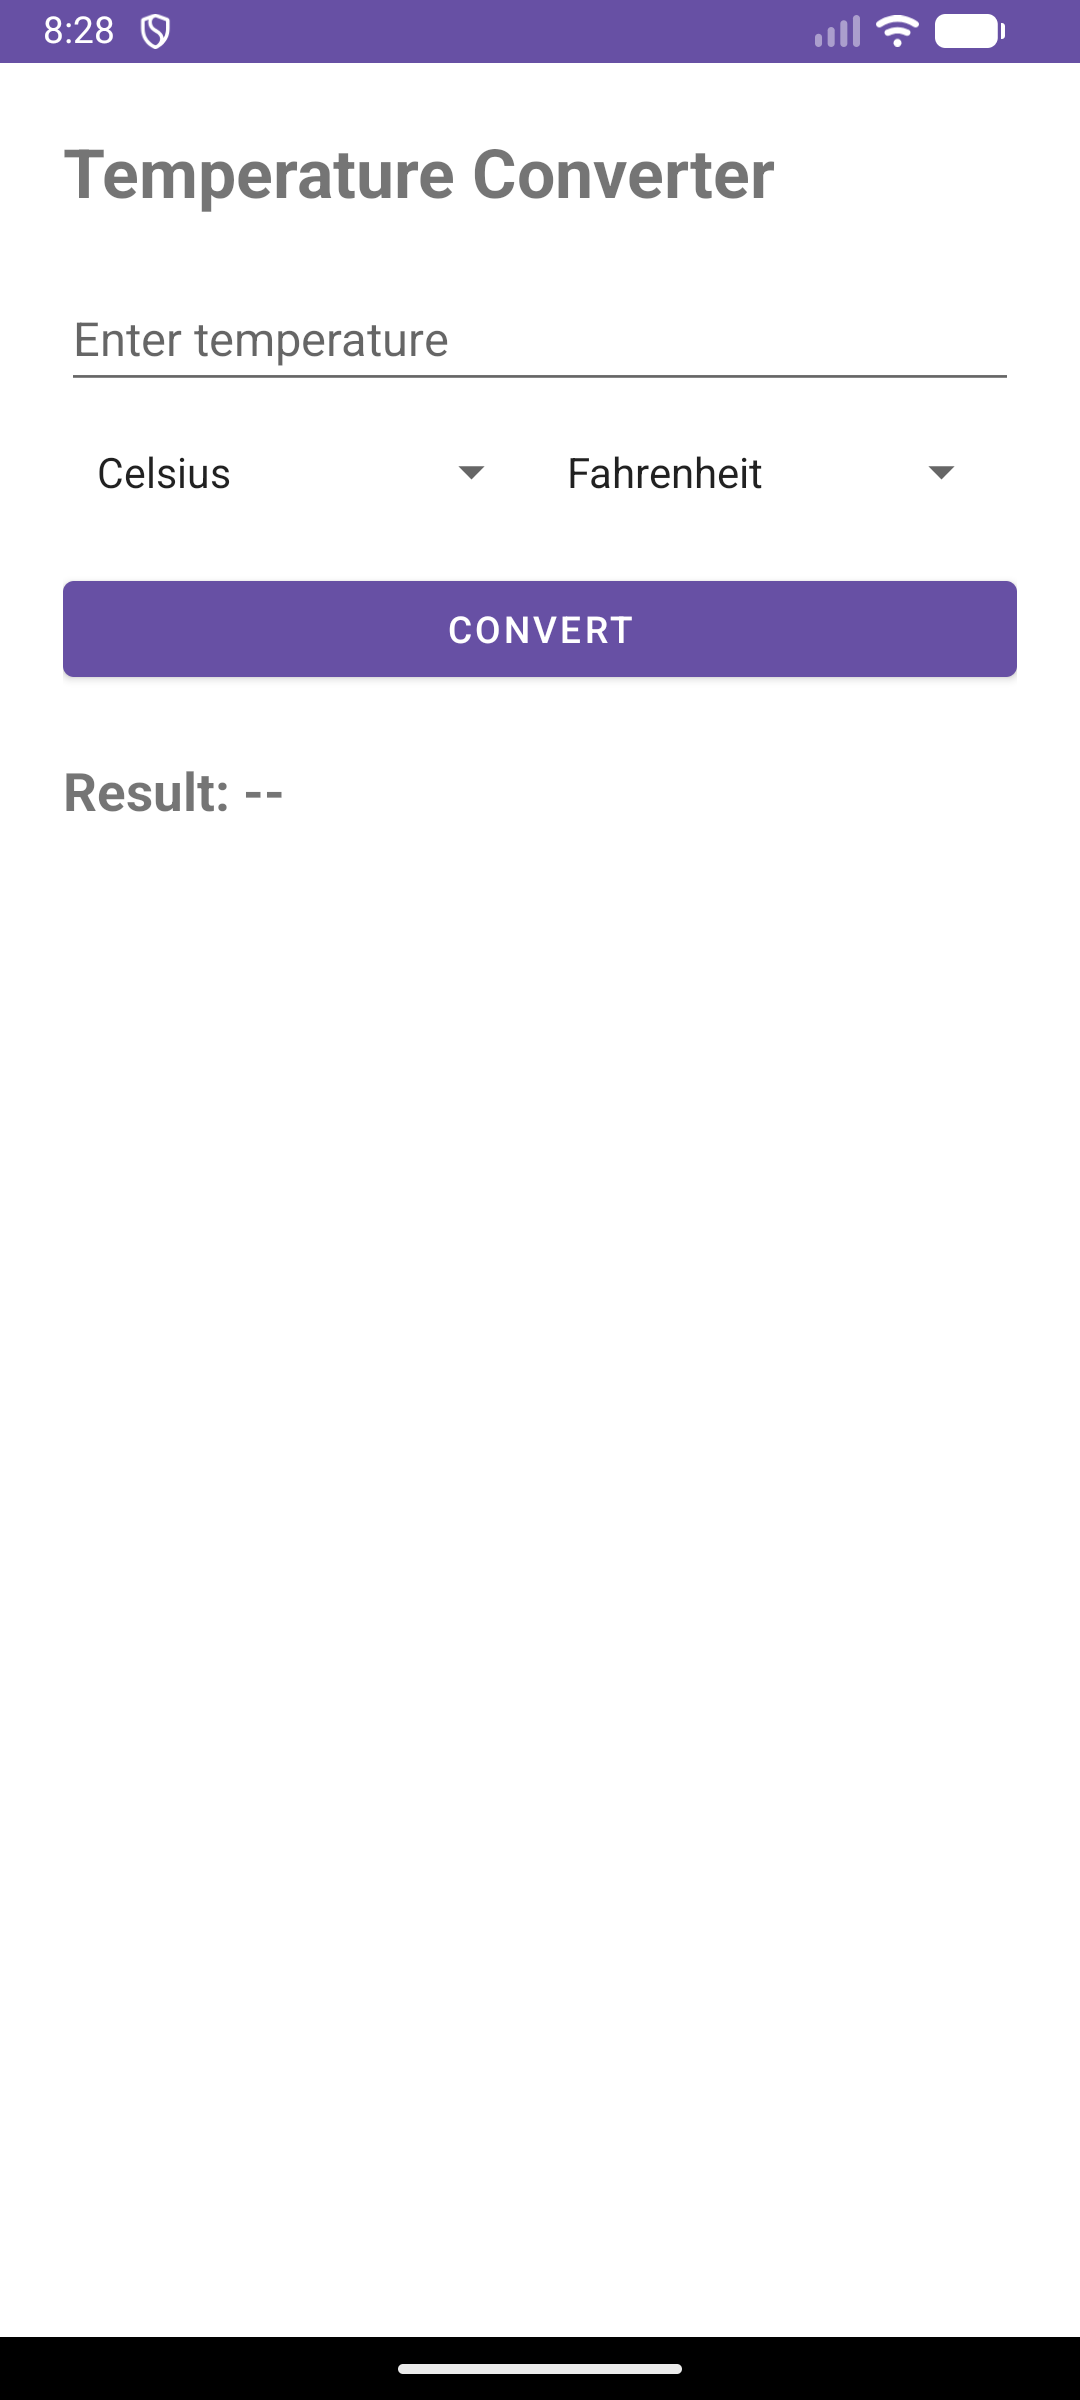 8:28
Temperature Converter
Enter temperature
Celsius Fahrenheit
CONVERT
Result: --